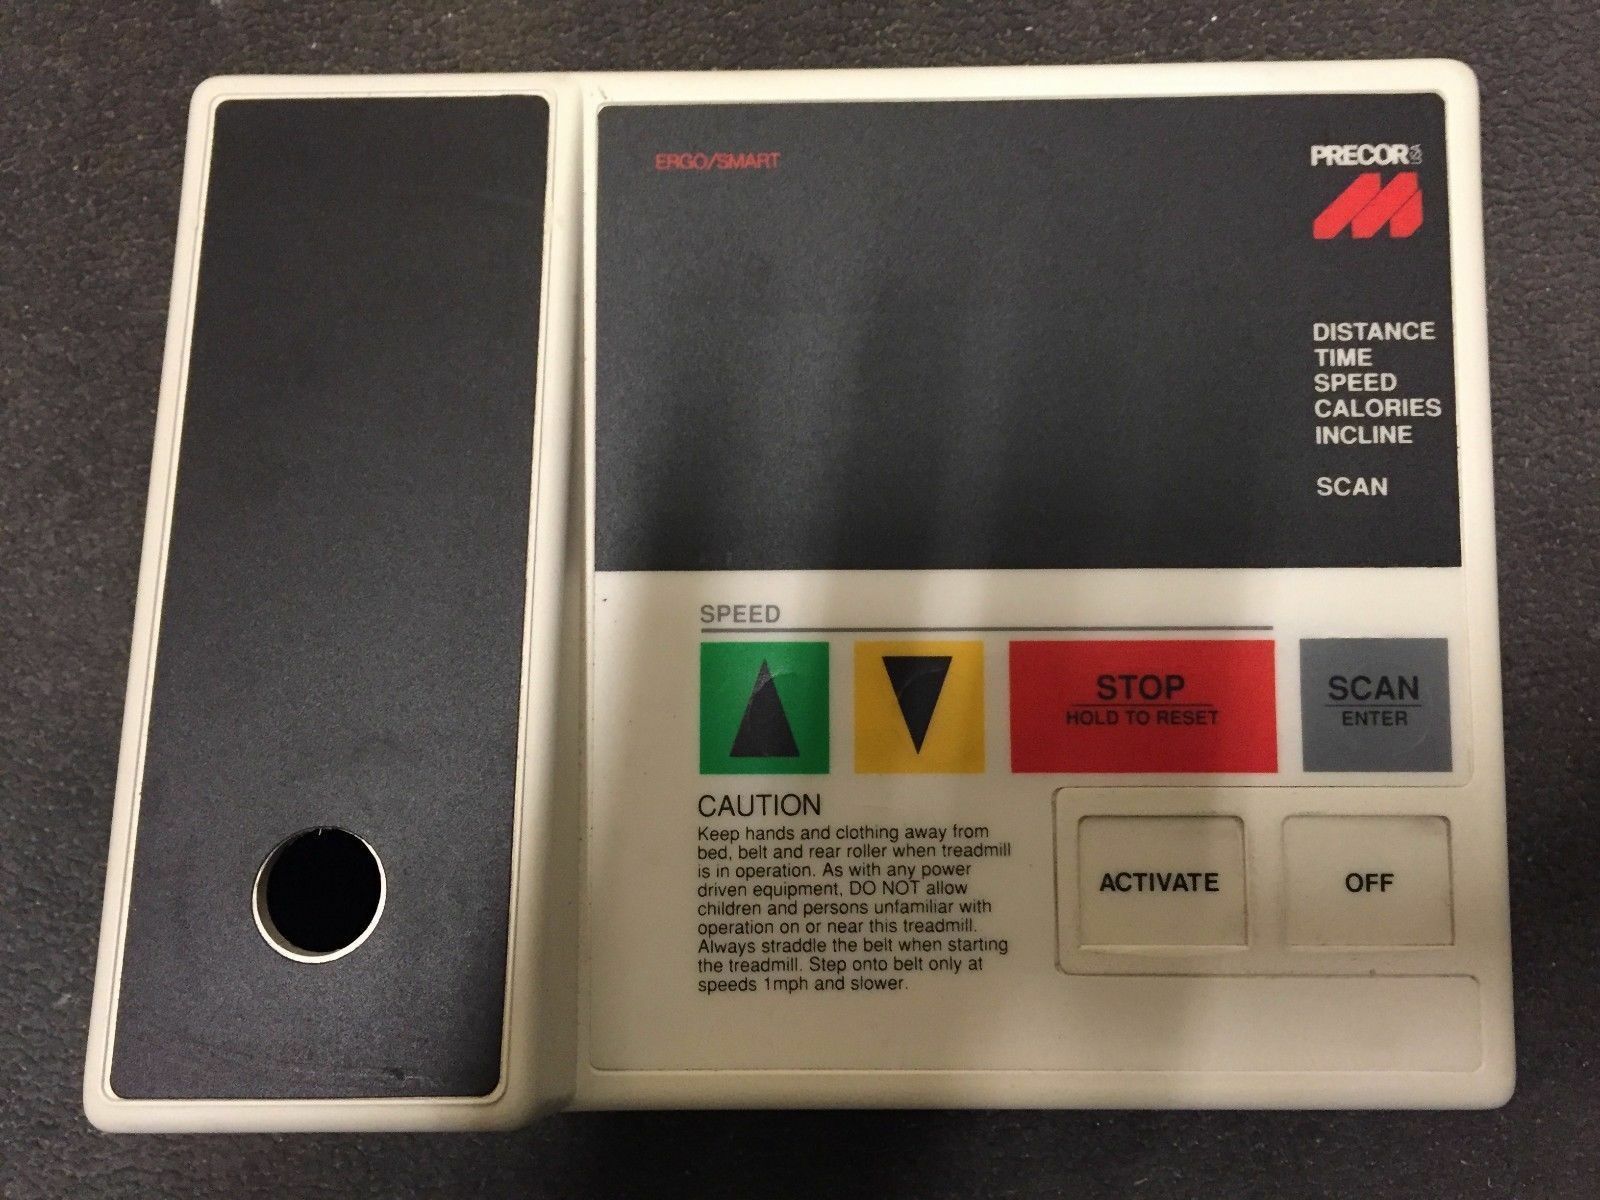 ERGO/SMART
PRECOR USA
DISTANCE
TIME
SPEED
CALORIES
INCLINE
SCAN
SPEED
STOP
HOLD TO RESET
SCAN
ENTER
CAUTION
Keep hands and clothing away from
bed, belt and rear roller when treadmill
is in operation. As with any power
driven equipment, DO NOT allow
children and persons unfamiliar with
operation on or near this treadmill.
Always straddle the belt when starting
the treadmill. Step onto belt only at
speeds 1mph and slower.
ACTIVATE
OFF